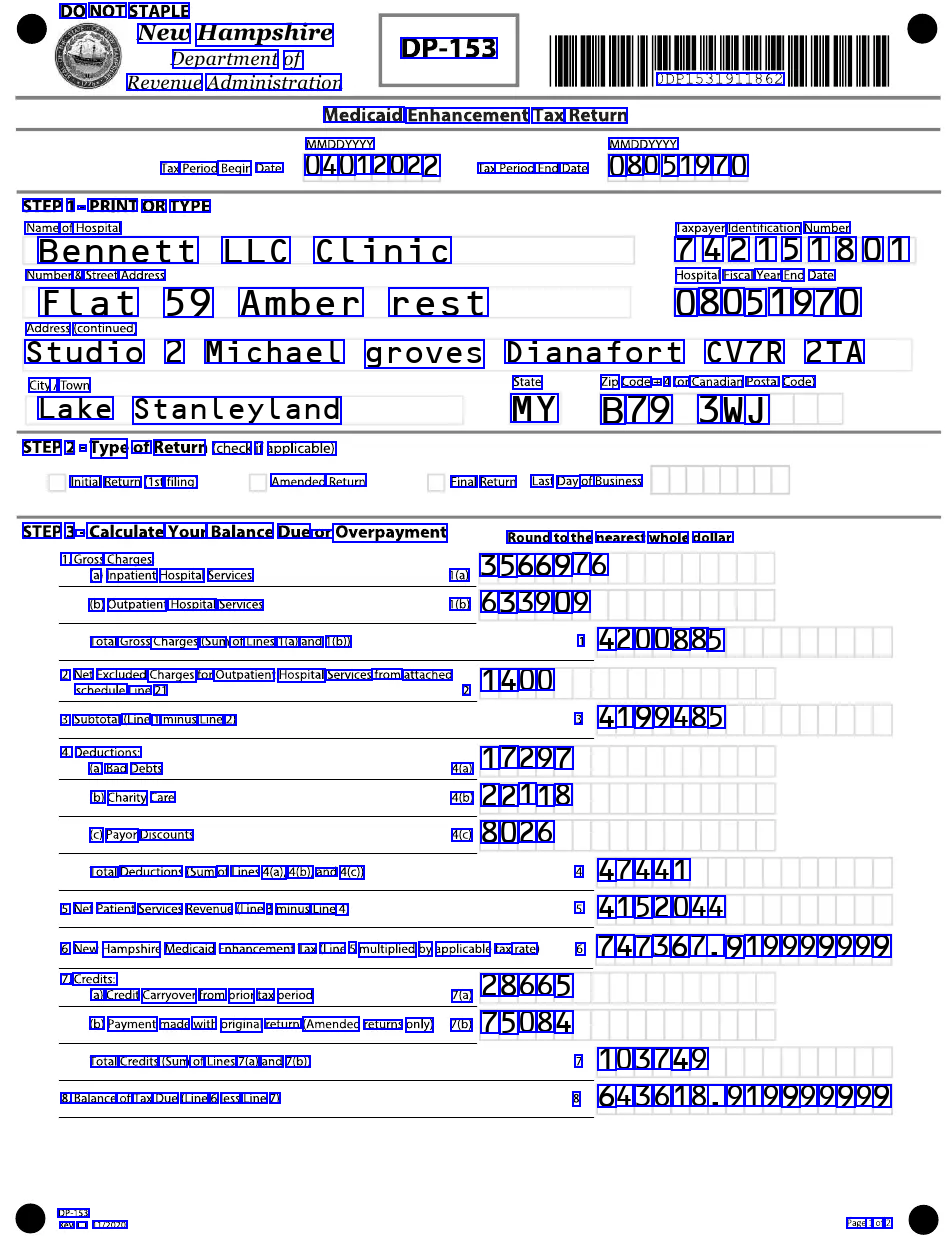 DO NOT STAPLE
New Hampshire
Department of
Revenue Administration
DP-153
0DP1531911862
Medicaid Enhancement Tax Return
MMDDYYYY MMDDYYYY
Tax Period Begin Date 04012022 Tax Period End Date 08051970
STEP 1 - PRINT OR TYPE
Name of Hospital Taxpayer Identification Number
Bennett LLC Clinic 742151801
Number & Street Address Hospital Fiscal Year End Date
Flat 59 Amber rest 08051970
Address (continued)
Studio 2 Michael groves Dianafort CV7R 2TA
City / Town State Zip Code + 4 (or Canadian Postal Code)
Lake Stanleyland MY B79 3WJ
STEP 2 - Type of Return (check if applicable)
Initial Return (1st filing Amended Return Final Return Last Day of Business
STEP 3 - Calculate Your Balance Due or Overpayment Round to the nearest whole dollar
1. Gross Charges
a) Inpatient Hospital Services 1(a) 3566976
(b) Outpatient Hospital Services 1(b) 633909
Total Gross Charges (Sum of Lines 1(a) and 1(b)) 1 4200885
2 Net Excluded Charges for Outpatient Hospital Services from attached
schedule Line 21 2 1400
3 Subtotal (Line 1 minus Line 2) 3 4199485
4. Deductions:
(a) Bad Debts 4(a) 17297
(b) Charity Care 4(b) 22118
(c) Payor Discounts 4(c) 8026
Total Deductions (Sum of Lines 4(a), 4(b), and 4(c)) 4 47441
5 Net Patient Services Revenue (Line 3 minus Line 4) 5 4152044
6 New Hampshire Medicaid Enhancement Tax (Line 5 multiplied by applicable tax rate) 6 747367.919999999
7 Credits:
a) Credit Carryover from prior tax period 7(a) 28665
(b) Payment made with original return (Amended returns only) 7(b) 75084
Total Credits (Sum of Lines 7(a) and 7(b)) 7 103749
8 Balance of Tax Due (Line 6 less Line 7) 8 643618.919999999
DP-153
Page 1 of 2